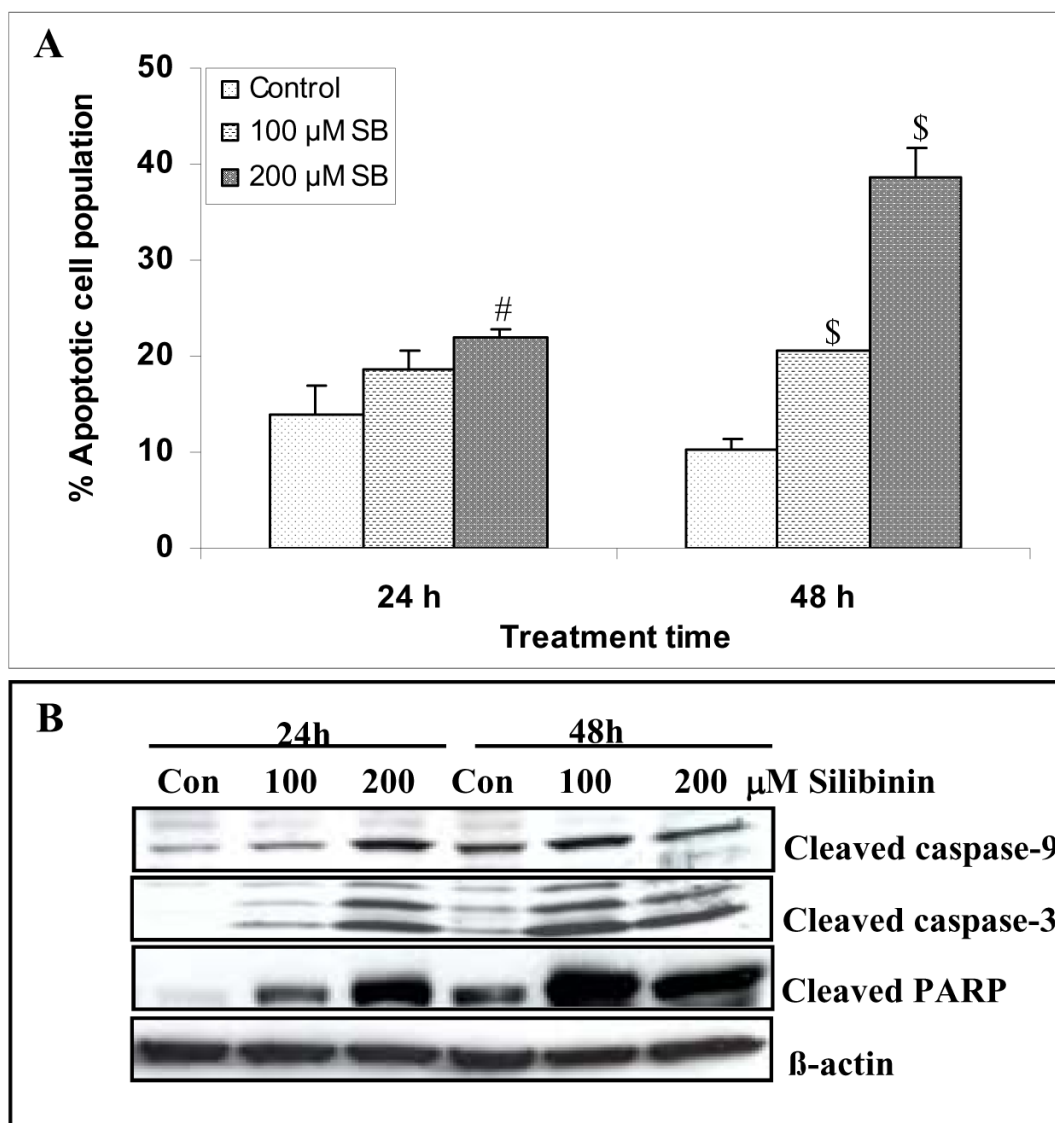 A
50
40
30
20
10
0
% Apoptotic cell population
Control
100 µM SB
200 µM SB
#
$
$
24 h
48 h
Treatment time
B
24h
48h
Con 100 200 Con 100 200 µM Silibinin
Cleaved caspase-9
Cleaved caspase-3
Cleaved PARP
ß-actin